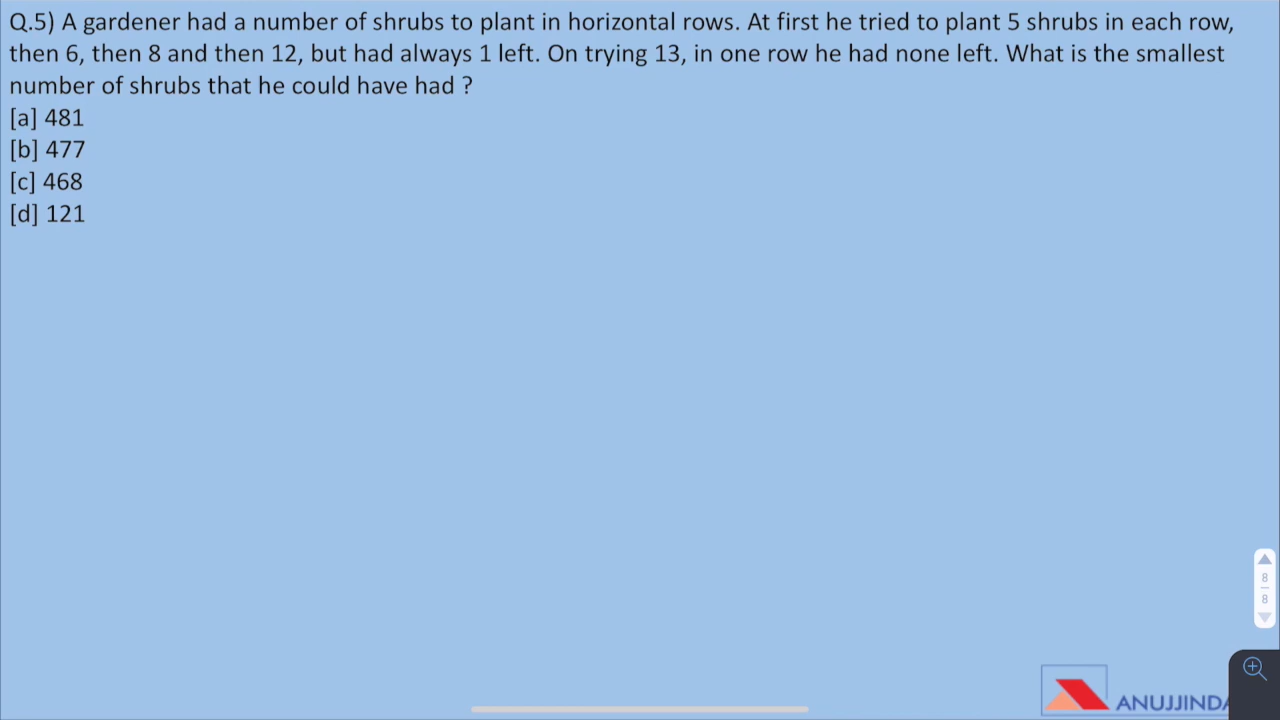 Q.5) A gardener had a number of shrubs to plant in horizontal rows. At first he tried to plant 5 shrubs in each row,
then 6, then 8 and then 12, but had always 1 left. On trying 13, in one row he had none left. What is the smallest
number of shrubs that he could have had ?
[a] 481
[b] 477
[c] 468
[d] 121
8
8